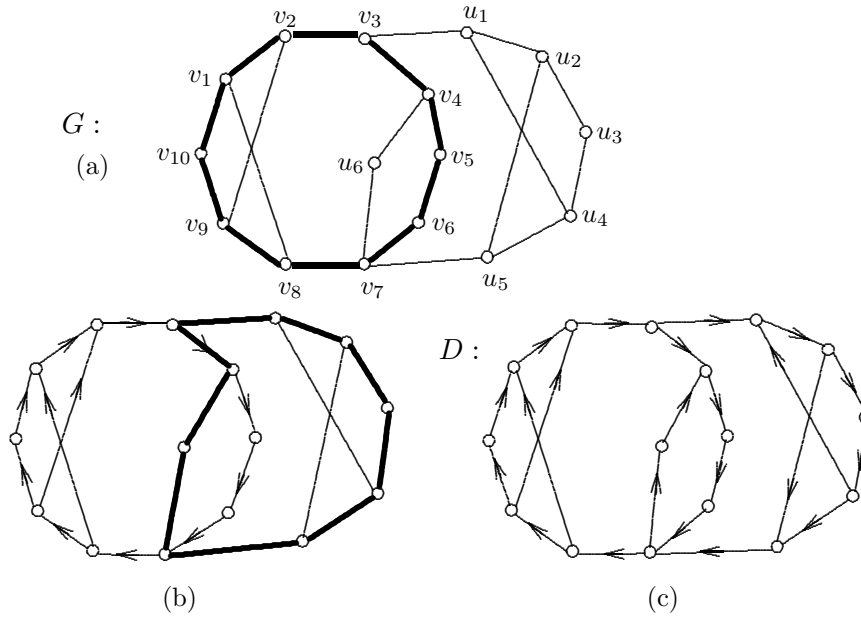 v₂ v₃ u₁
u₂
v₁
v₄
G :
u₃
(a)
v₁₀ u₆ v₅
v₉ v₆ u₄
v₈ v₇ u₅
D :
(b) (c)